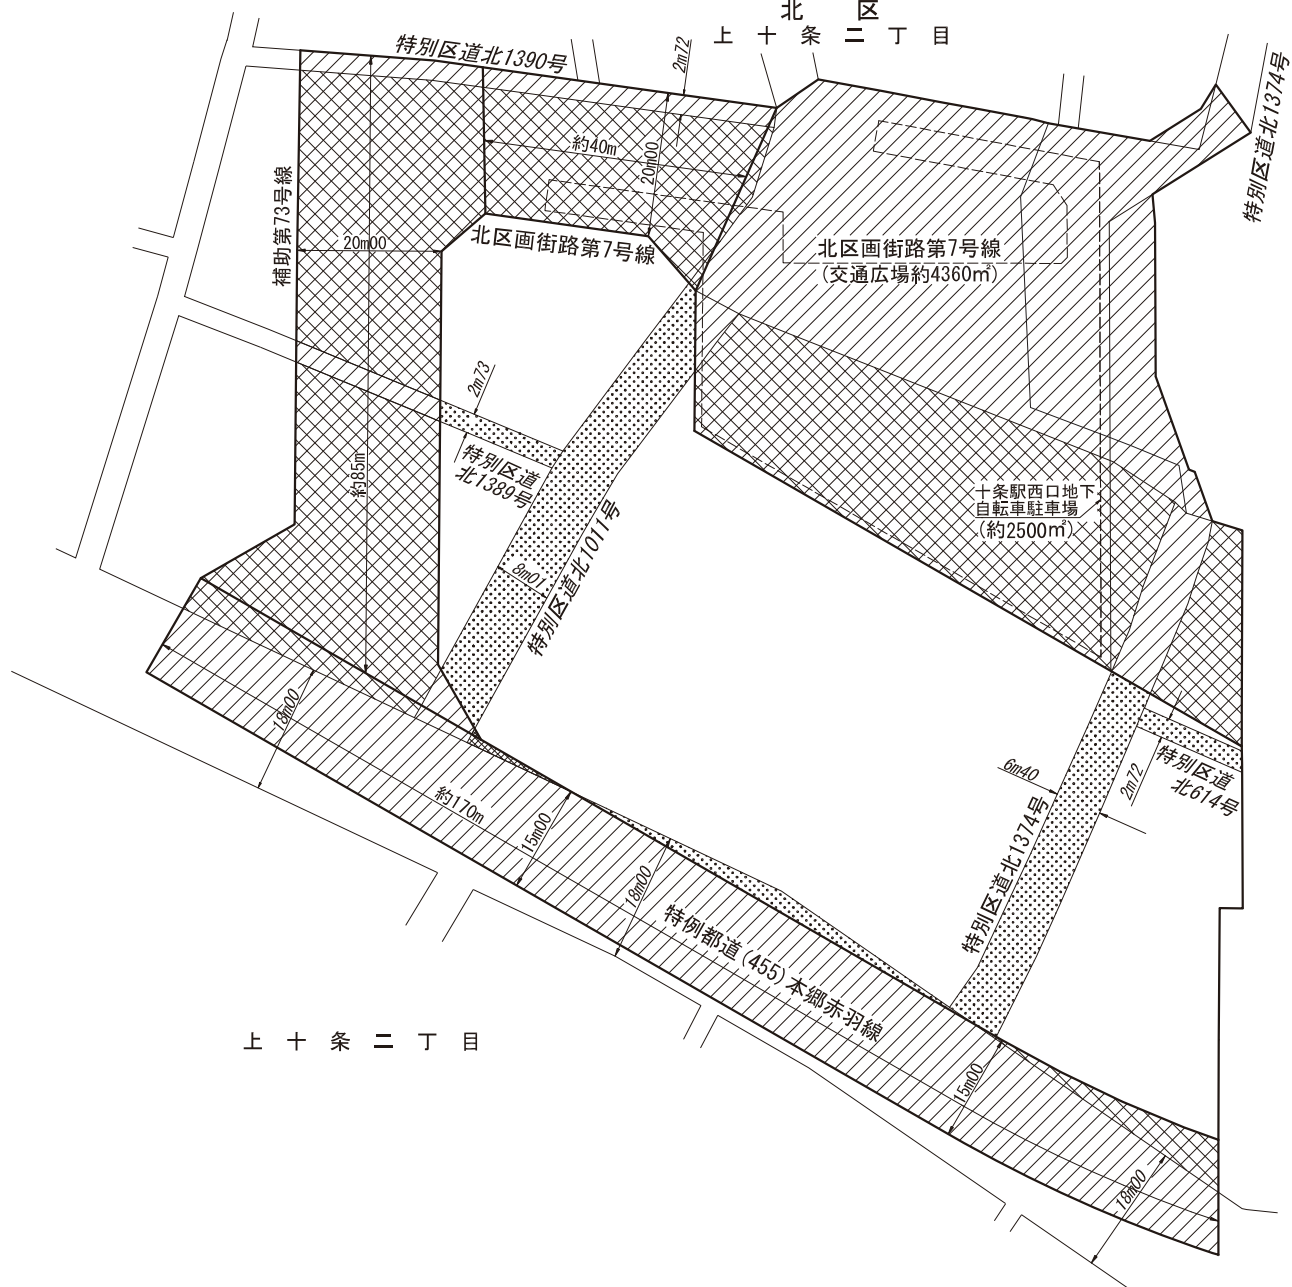 北　区
上十条二丁目
特別区道北1390号
2m72
特別区道北1374号
約40m
20m00
補助第73号線
20m00
北区画街路第7号線
北区画街路第7号線
(交通広場約4360㎡)
2m73
特別区道
北1389号
約85m
十条駅西口地下
自転車駐車場
(約2500㎡)
特別区道北1011号
8m01
18m00
6m40
2m72
特別区道
北614号
約170m
15m00
特別区道北1374号
18m00
特例都道(455)本郷赤羽線
上十条二丁目
15m00
18m00